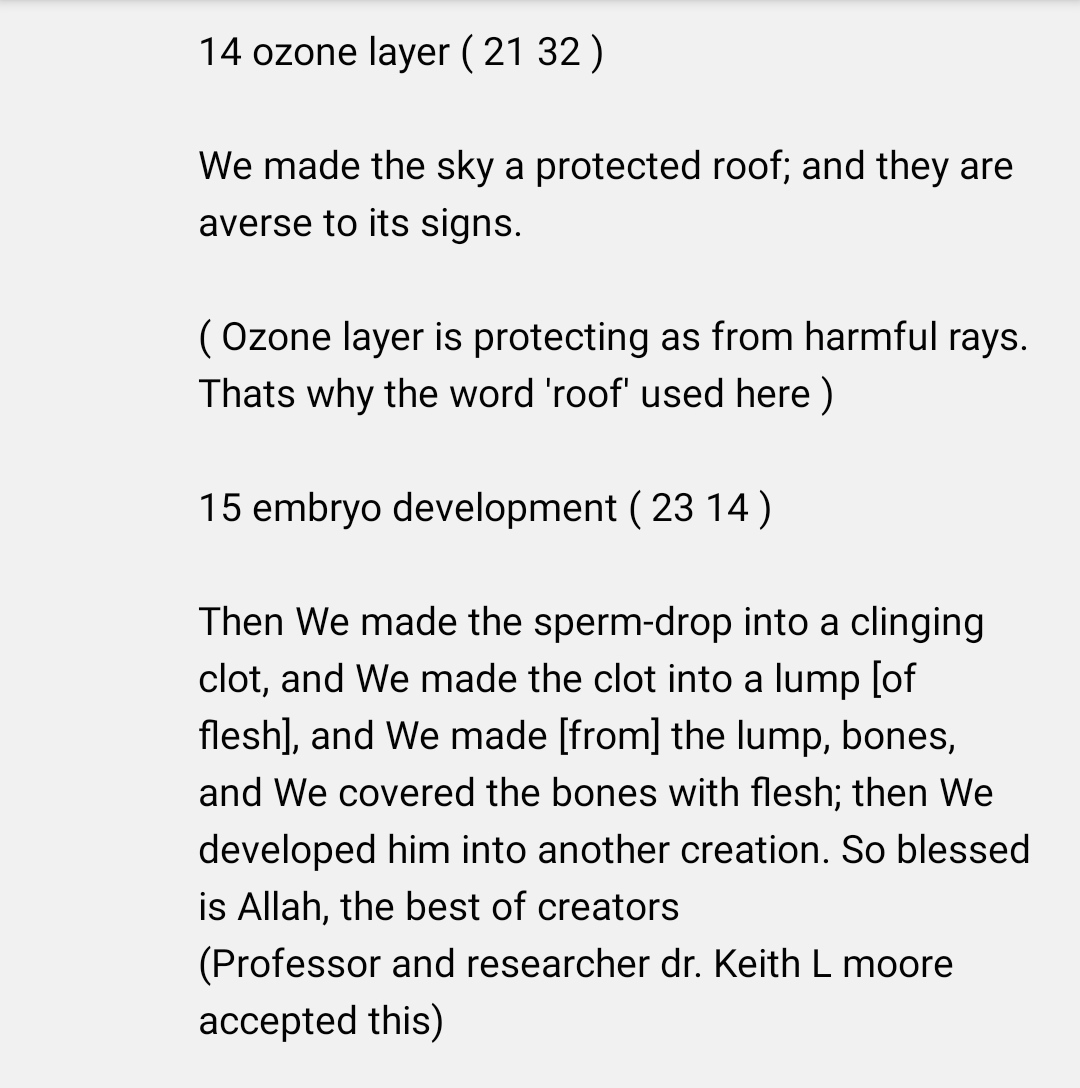 14 ozone layer ( 21 32 )
We made the sky a protected roof; and they are
averse to its signs.
( Ozone layer is protecting as from harmful rays.
Thats why the word 'roof' used here )
15 embryo development ( 23 14 )
Then We made the sperm-drop into a clinging
clot, and We made the clot into a lump [of
flesh], and We made [from] the lump, bones,
and We covered the bones with flesh; then We
developed him into another creation. So blessed
is Allah, the best of creators
(Professor and researcher dr. Keith L moore
accepted this)